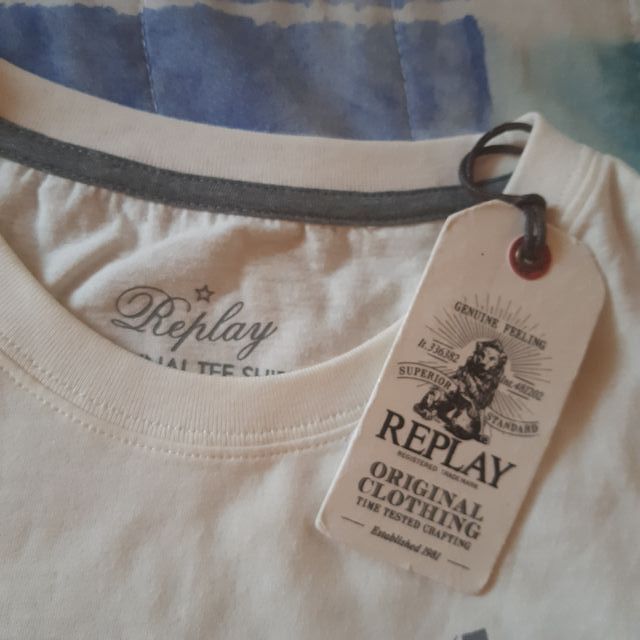 Replay
NAL TEE SHI
GENUINE FEELING
SUPERIOR STANDARD
REPLAY
REGISTERED TRADE MARK
ORIGINAL
CLOTHING
TIME TESTED CRAFTING
Established 1981